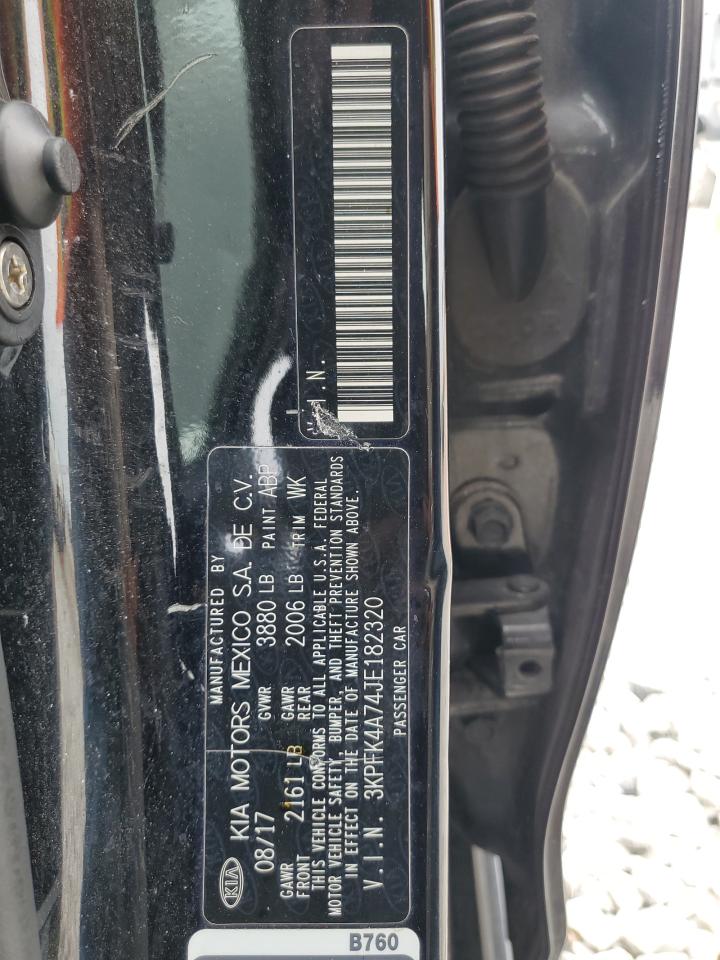 MANUFACTURED BY
KIA KIA MOTORS MEXICO S.A. DE C.V.
08/17 GVWR 3880 LB PAINT ABP
GAWR FRONT 2161 LB GAWR REAR 2006 LB TRIM WK
THIS VEHICLE CONFORMS TO ALL APPLICABLE U.S.A. FEDERAL
MOTOR VEHICLE SAFETY, BUMPER, AND THEFT PREVENTION STANDARDS
IN EFFECT ON THE DATE OF MANUFACTURE SHOWN ABOVE.
V.I.N. 3KPFK4A74JE182320
PASSENGER CAR
V.I.N.
B760